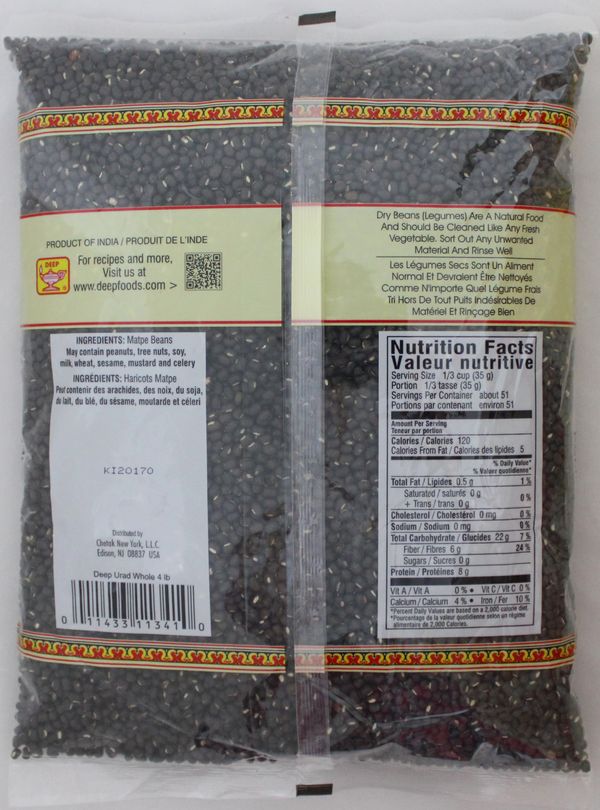 PRODUCT OF INDIA / PRODUIT DE L'INDE
DEEP
For recipes and more,
Visit us at
www.deepfoods.com >
Dry Beans (Legumes) Are A Natural Food
And Should Be Cleaned Like Any Fresh
Vegetable. Sort Out Any Unwanted
Material And Rinse Well
Les Légumes Secs Sont Un Aliment
Normal Et Devraient Être Nettoyés
Comme N'importe Quel Légume Frais
Tri Hors De Tout Puits Indésirables De
Matériel Et Rinçage Bien
INGREDIENTS: Matpe Beans
May contain peanuts, tree nuts, soy,
milk, wheat, sesame, mustard and celery
INGRÉDIENTS: Haricots Matpe
Peut contenir des arachides, des noix, du soja,
du lait, du blé, du sésame, moutarde et céleri
KI20170
Distributed by
Chetak New York, L.L.C.
Edison, NJ 08837 USA
Deep Urad Whole 4 lb
0 11433 11341 0
Nutrition Facts
Valeur nutritive
Serving Size 1/3 cup (35 g)
Portion 1/3 tasse (35 g)
Servings Per Container about 51
Portions par contenant environ 51
Amount Per Serving
Teneur par portion
Calories / Calories 120
Calories From Fat / Calories des lipides 5
% Daily Value*
% Valeur quotidienne*
Total Fat / Lipides 0.5 g 1 %
Saturated / saturés 0 g
+ Trans / trans 0 g 0 %
Cholesterol / Cholestérol 0 mg 0 %
Sodium / Sodium 0 mg 0 %
Total Carbohydrate / Glucides 22 g 7 %
Fiber / Fibres 6 g 24 %
Sugars / Sucres 0 g
Protein / Protéines 8 g
Vit A / Vit A 0 % • Vit C / Vit C 0 %
Calcium / Calcium 4 % • Iron / Fer 10 %
*Percent Daily Values are based on a 2,000 calorie diet.
*Pourcentage de la valeur quotidienne selon un régime
alimentaire de 2,000 Calories.